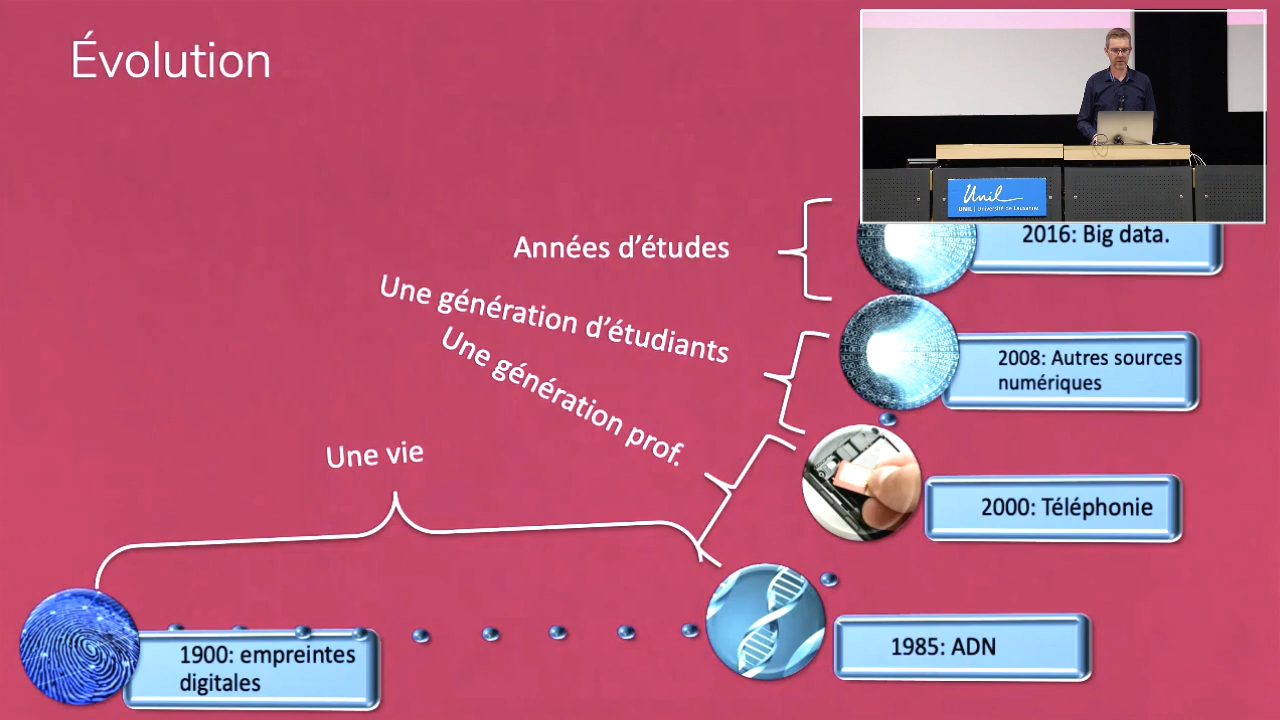 Évolution
Unil
UNIL | Université de Lausanne
2016: Big data.
Années d’études
Une génération d’étudiants
2008: Autres sources
numériques
Une génération prof.
Une vie
2000: Téléphonie
1985: ADN
1900: empreintes
digitales